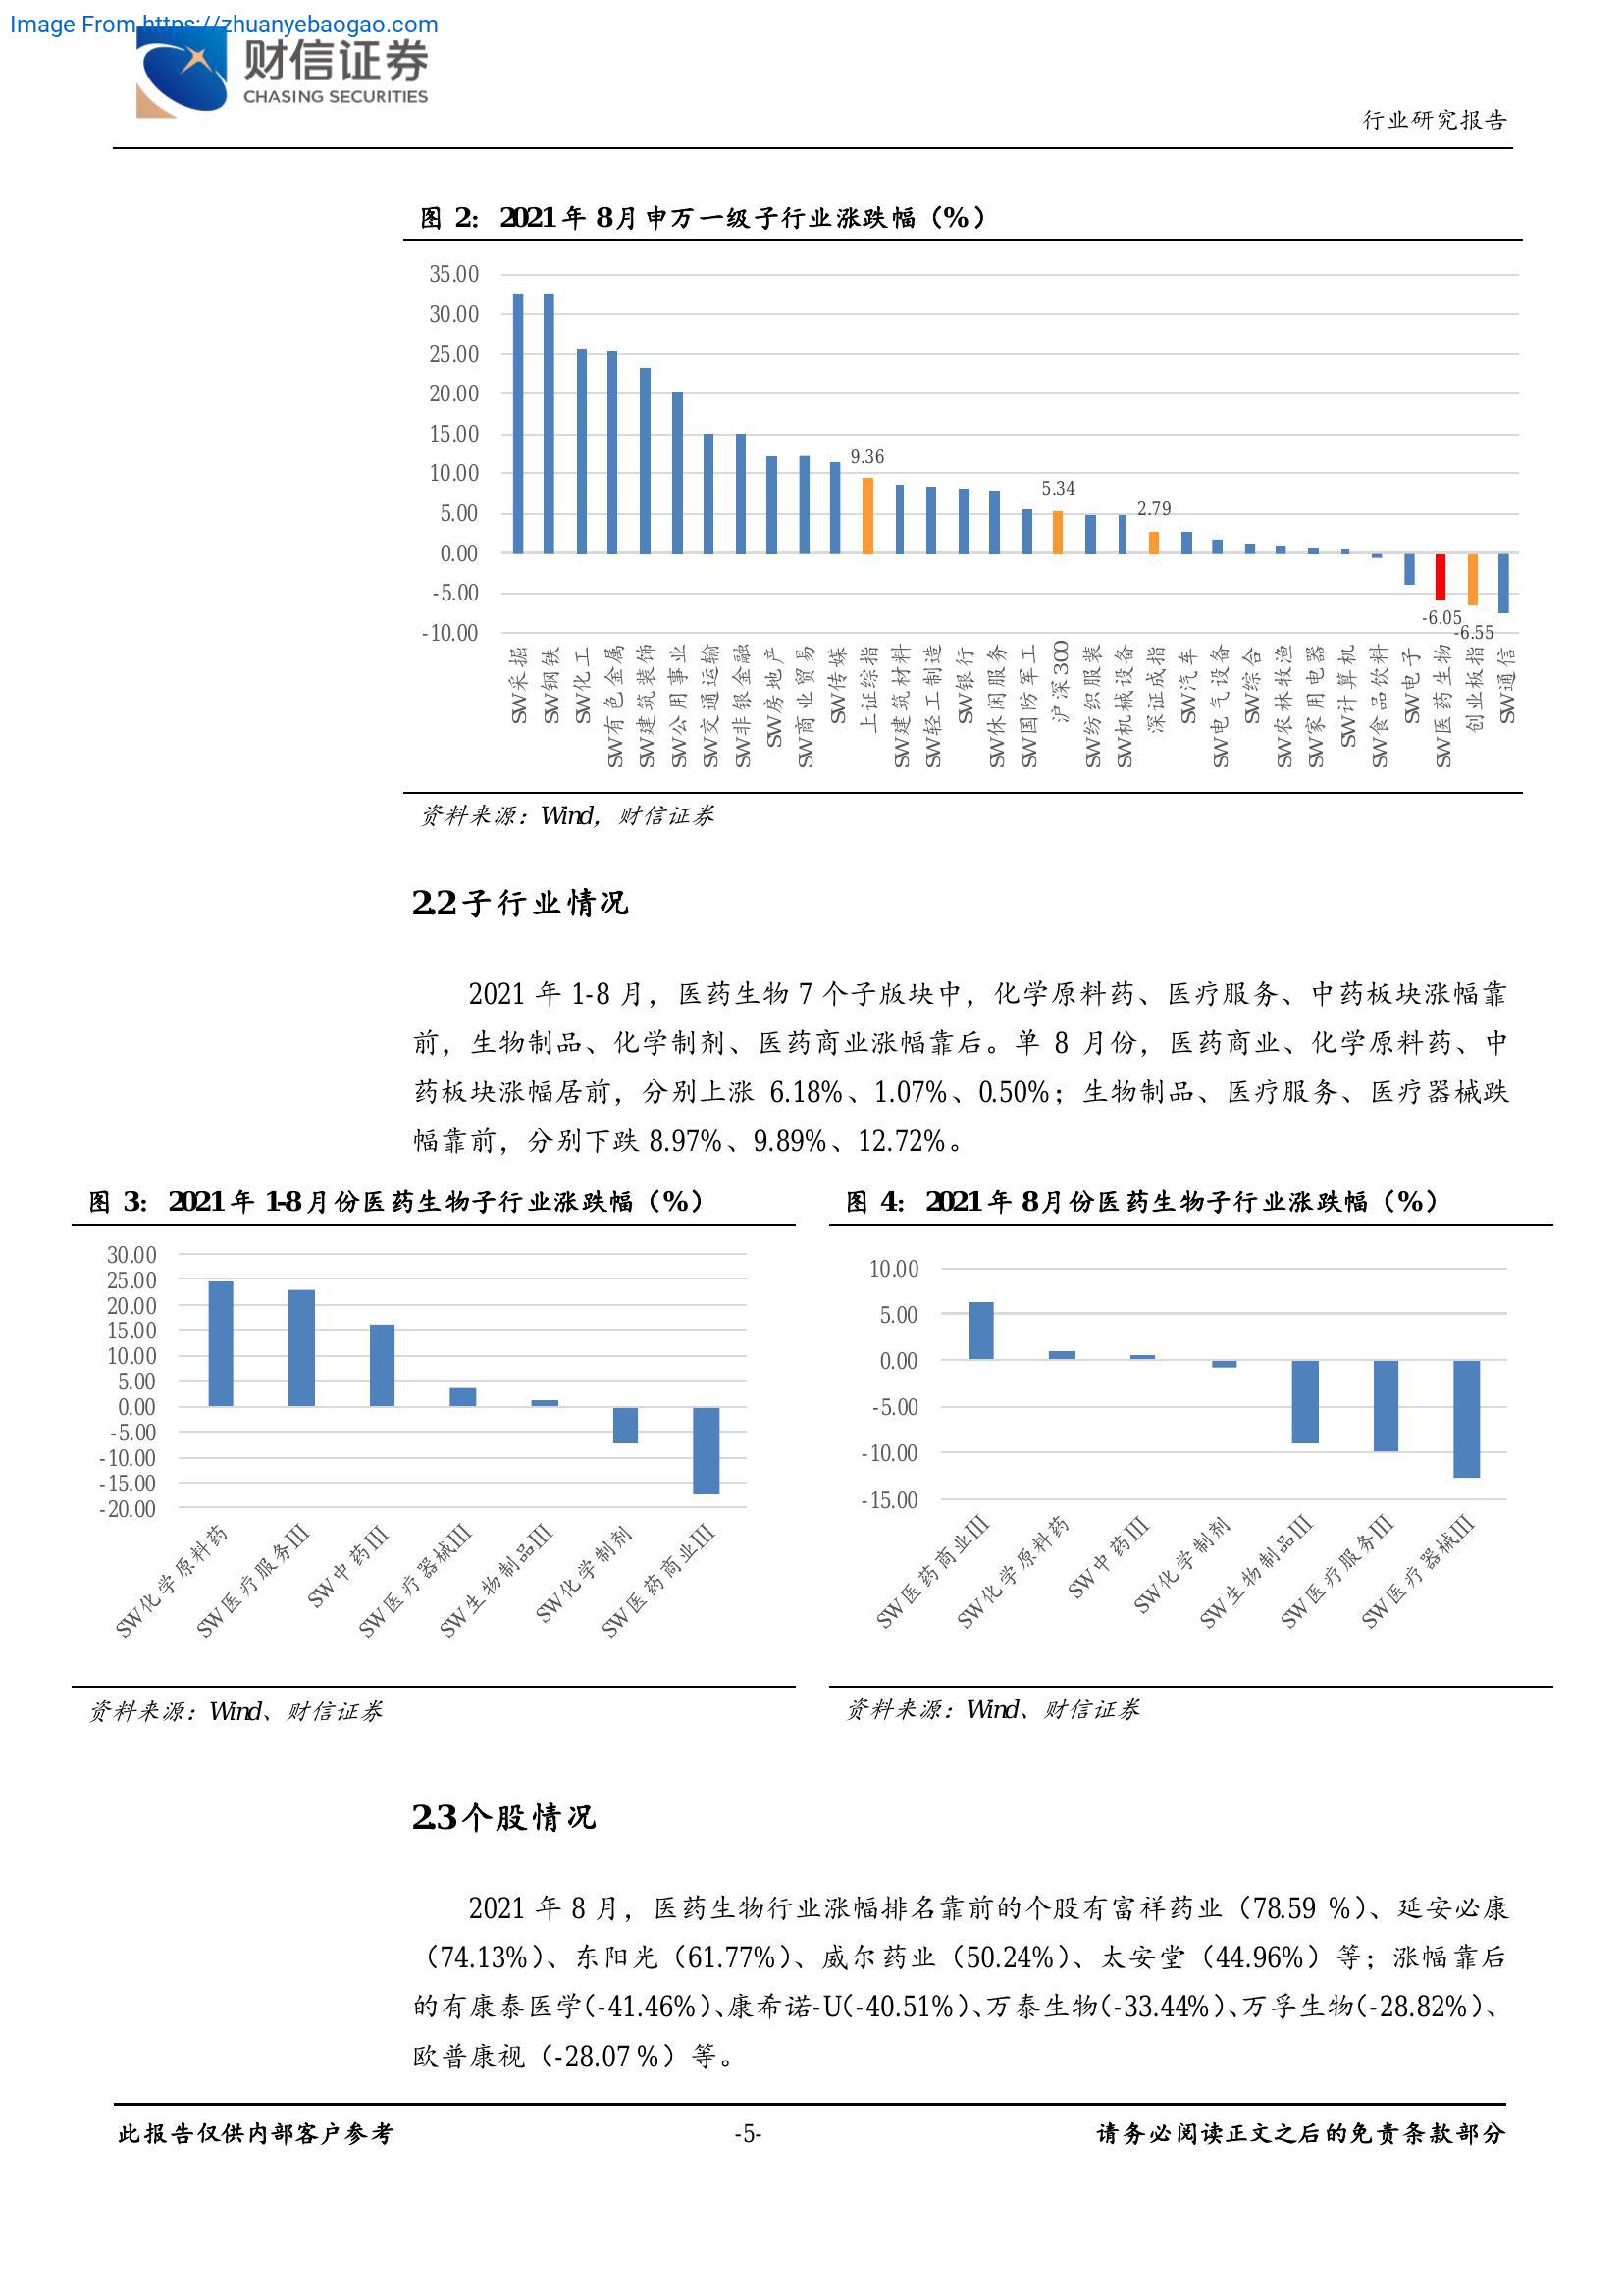 Image From https://zhuanyebaogao.com
财信证券
CHASING SECURITIES
行业研究报告
图 2: 2021 年 8 月申万一级子行业涨跌幅（%）
35.00
30.00
25.00
20.00
15.00
10.00
5.00
0.00
-5.00
-10.00
9.36
5.34
2.79
-6.05
-6.55
SW采掘
SW钢铁
SW化工
SW有色金属
SW建筑装饰
SW公用事业
SW交通运输
SW非银金融
SW房地产
SW商业贸易
SW传媒
上证综指
SW建筑材料
SW轻工制造
SW银行
SW休闲服务
SW国防军工
沪深300
SW纺织服装
SW机械设备
深证成指
SW汽车
SW电气设备
SW综合
SW农林牧渔
SW家用电器
SW计算机
SW食品饮料
SW电子
SW医药生物
创业板指
SW通信
资料来源：Wind，财信证券
2.2 子行业情况
2021 年 1-8 月，医药生物 7 个子版块中，化学原料药、医疗服务、中药板块涨幅靠
前，生物制品、化学制剂、医药商业涨幅靠后。单 8 月份，医药商业、化学原料药、中
药板块涨幅居前，分别上涨 6.18%、1.07%、0.50%；生物制品、医疗服务、医疗器械跌
幅靠前，分别下跌 8.97%、9.89%、12.72%。
图 3: 2021 年 1-8 月份医药生物子行业涨跌幅（%）
30.00
25.00
20.00
15.00
10.00
5.00
0.00
-5.00
-10.00
-15.00
-20.00
SW化学原料药
SW医疗服务III
SW中药III
SW医疗器械III
SW生物制品III
SW化学制剂
SW医药商业III
资料来源：Wind、财信证券
图 4: 2021 年 8 月份医药生物子行业涨跌幅（%）
10.00
5.00
0.00
-5.00
-10.00
-15.00
SW医药商业III
SW化学原料药
SW中药III
SW化学制剂
SW生物制品III
SW医疗服务III
SW医疗器械III
资料来源：Wind、财信证券
2.3 个股情况
2021 年 8 月，医药生物行业涨幅排名靠前的个股有富祥药业（78.59 %）、延安必康
（74.13%）、东阳光（61.77%）、威尔药业（50.24%）、太安堂（44.96%）等；涨幅靠后
的有康泰医学(-41.46%)、康希诺-U(-40.51%)、万泰生物(-33.44%)、万孚生物(-28.82%)、
欧普康视（-28.07 %）等。
此报告仅供内部客户参考
-5-
请务必阅读正文之后的免责条款部分